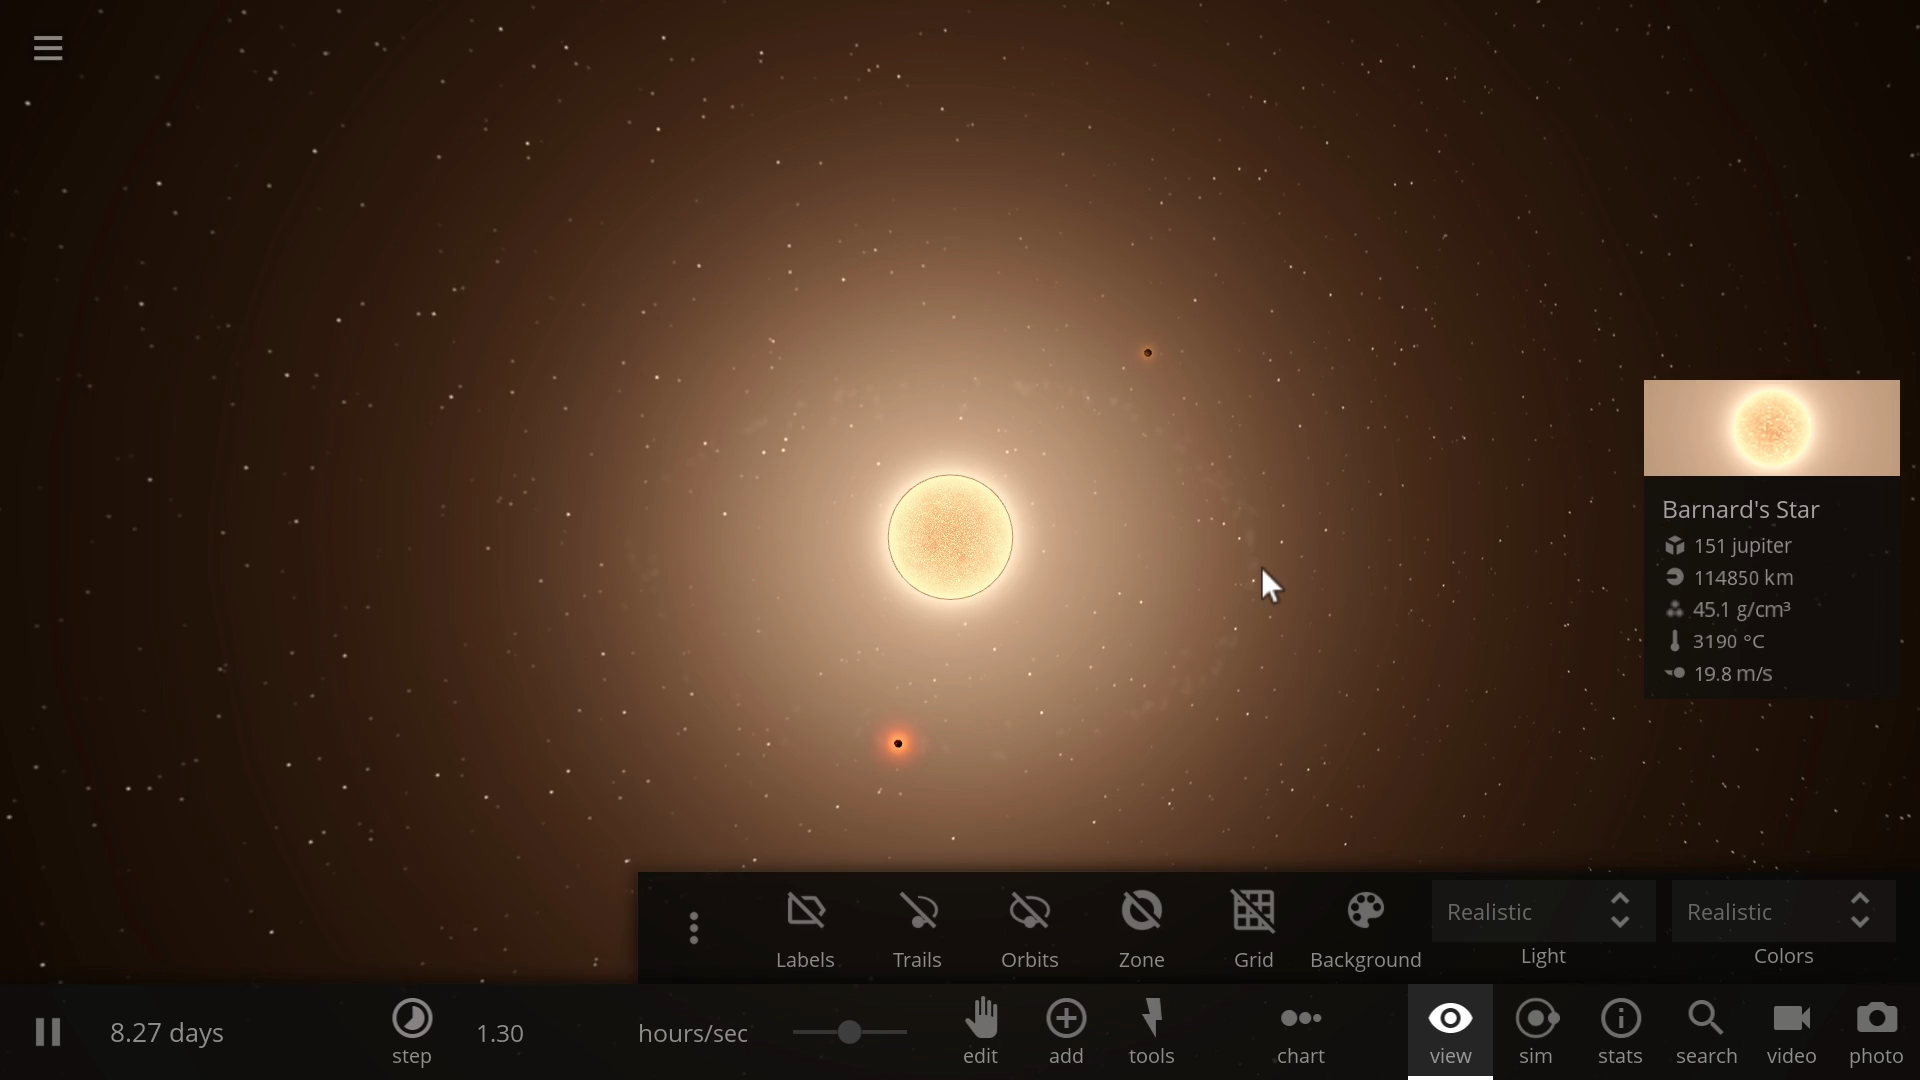 Barnard's Star
151 jupiter
114850 km
45.1 g/cm³
3190 °C
19.8 m/s
Labels
Trails
Orbits
Zone
Grid
Background
Realistic
Light
Realistic
Colors
8.27 days
step
1.30
hours/sec
edit
add
tools
chart
view
sim
stats
search
video
photo